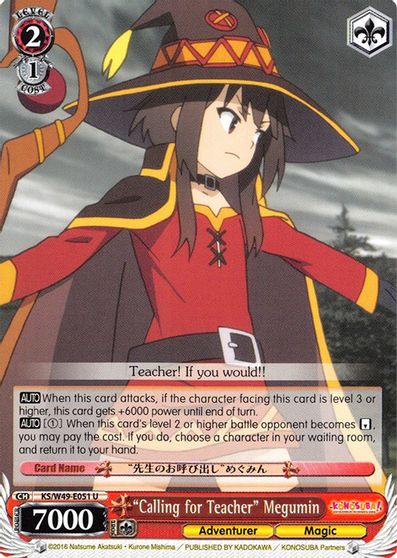 LEVEL
2
1
COST
Teacher! If you would!!
AUTO When this card attacks, if the character facing this card is level 3 or
higher, this card gets +6000 power until end of turn.
AUTO [①] When this card's level 2 or higher battle opponent becomes ,
you may pay the cost. If you do, choose a character in your waiting
room, and return it to your hand.
Card Name
"先生のお呼び出し"めぐみん
CH KS/W49-E051 U
POWER
7000
SOUL
"Calling for Teacher" Megumin
KONOSUBA!
Adventurer
Magic
©2016 Natsume Akatsuki・Kurone Mishima / PUBLISHED BY KADOKAWA / KONOSUBA Partners